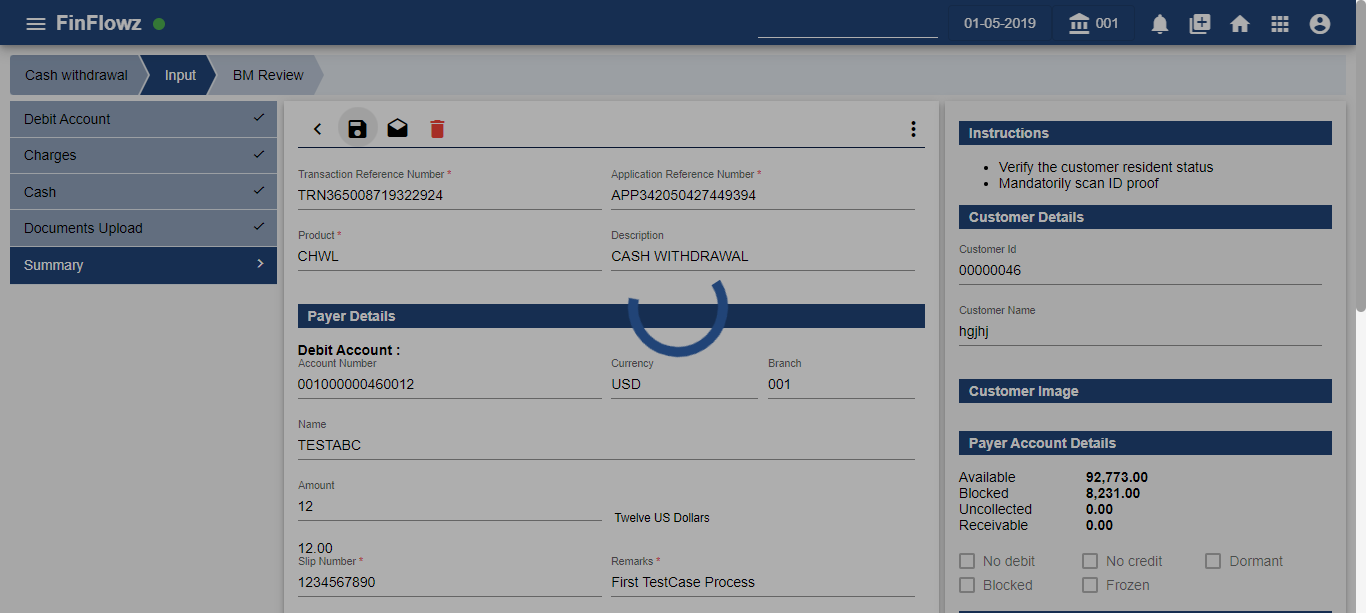 FinFlowz
01-05-2019
001
Cash withdrawal
Input
BM Review
Debit Account
Charges
Cash
Documents Upload
Summary
Transaction Reference Number *
TRN365008719322924
Application Reference Number *
APP342050427449394
Product *
CHWL
Description
CASH WITHDRAWAL
Payer Details
Debit Account :
Account Number
001000000460012
Currency
USD
Branch
001
Name
TESTABC
Amount
12
Twelve US Dollars
12.00
Slip Number *
1234567890
Remarks *
First TestCase Process
Instructions
Verify the customer resident status
Mandatorily scan ID proof
Customer Details
Customer Id
00000046
Customer Name
hgjhj
Customer Image
Payer Account Details
Available 92,773.00
Blocked 8,231.00
Uncollected 0.00
Receivable 0.00
No debit No credit Dormant
Blocked Frozen